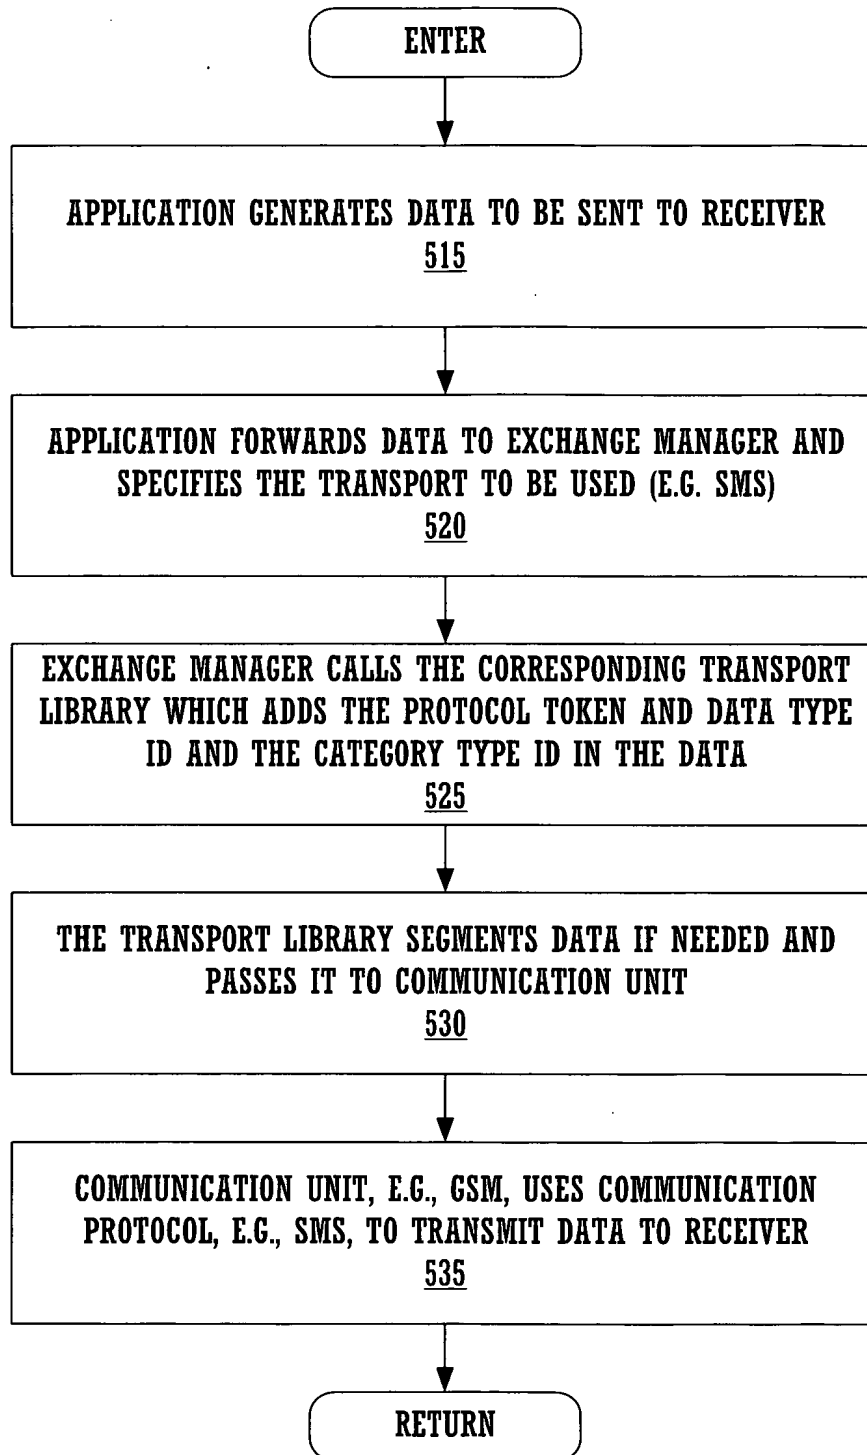 ENTER
APPLICATION GENERATES DATA TO BE SENT TO RECEIVER
515
APPLICATION FORWARDS DATA TO EXCHANGE MANAGER AND
SPECIFIES THE TRANSPORT TO BE USED (E.G. SMS)
520
EXCHANGE MANAGER CALLS THE CORRESPONDING TRANSPORT
LIBRARY WHICH ADDS THE PROTOCOL TOKEN AND DATA TYPE
ID AND THE CATEGORY TYPE ID IN THE DATA
525
THE TRANSPORT LIBRARY SEGMENTS DATA IF NEEDED AND
PASSES IT TO COMMUNICATION UNIT
530
COMMUNICATION UNIT, E.G., GSM, USES COMMUNICATION
PROTOCOL, E.G., SMS, TO TRANSMIT DATA TO RECEIVER
535
RETURN